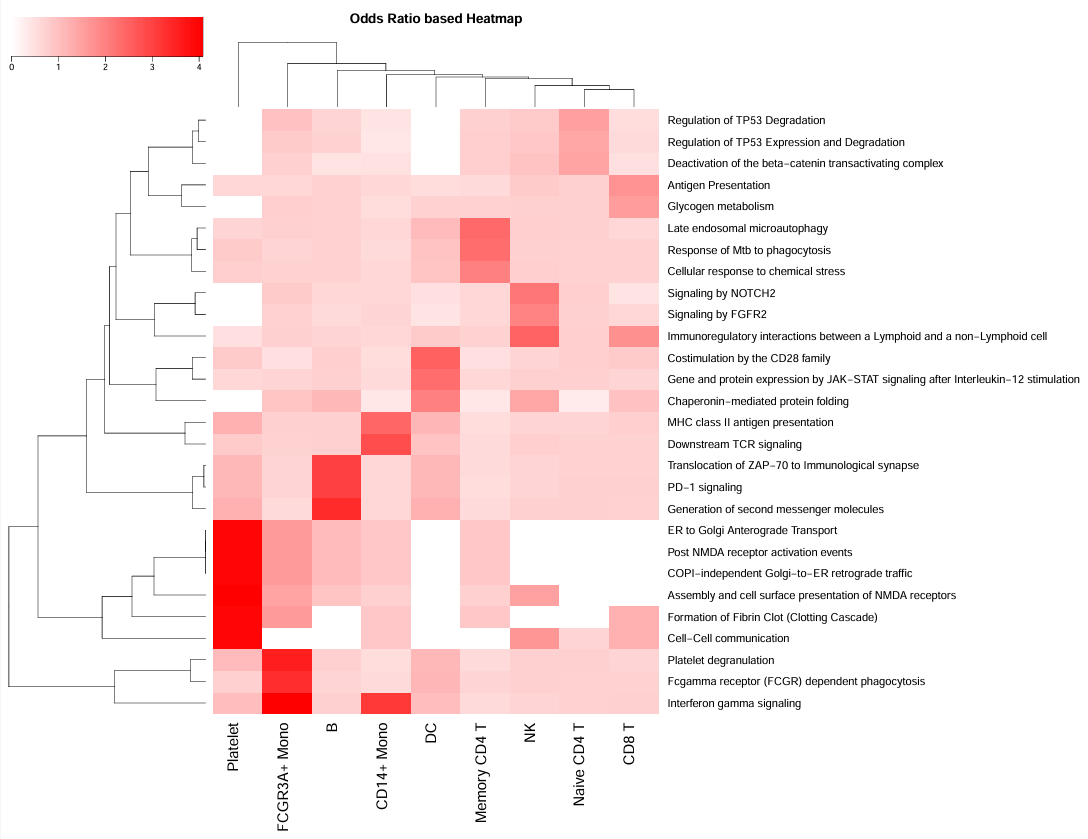 Odds Ratio based Heatmap
0 1 2 3 4
Regulation of TP53 Degradation
Regulation of TP53 Expression and Degradation
Deactivation of the beta−catenin transactivating complex
Antigen Presentation
Glycogen metabolism
Late endosomal microautophagy
Response of Mtb to phagocytosis
Cellular response to chemical stress
Signaling by NOTCH2
Signaling by FGFR2
Immunoregulatory interactions between a Lymphoid and a non−Lymphoid cell
Costimulation by the CD28 family
Gene and protein expression by JAK−STAT signaling after Interleukin−12 stimulation
Chaperonin−mediated protein folding
MHC class II antigen presentation
Downstream TCR signaling
Translocation of ZAP−70 to Immunological synapse
PD−1 signaling
Generation of second messenger molecules
ER to Golgi Anterograde Transport
Post NMDA receptor activation events
COPI−independent Golgi−to−ER retrograde traffic
Assembly and cell surface presentation of NMDA receptors
Formation of Fibrin Clot (Clotting Cascade)
Cell−Cell communication
Platelet degranulation
Fcgamma receptor (FCGR) dependent phagocytosis
Interferon gamma signaling
Platelet
FCGR3A+ Mono
B
CD14+ Mono
DC
Memory CD4 T
NK
Naive CD4 T
CD8 T